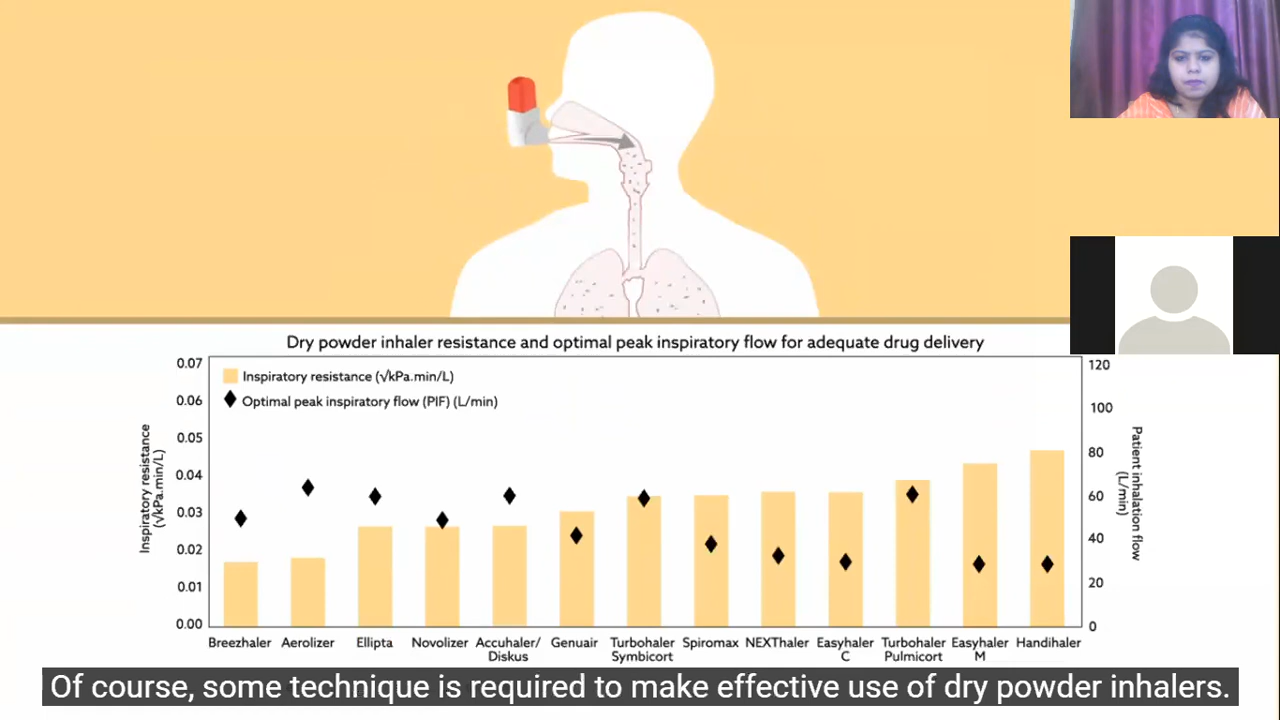 Dry powder inhaler resistance and optimal peak inspiratory flow for adequate drug delivery
Inspiratory resistance (√kPa.min/L)
Optimal peak inspiratory flow (PIF) (L/min)
0.07
0.06
0.05
0.04
0.03
0.02
0.01
0.00
Inspiratory resistance
(√kPa.min/L)
120
100
80
60
40
20
0
Patient inhalation flow
(L/min)
Breezhaler
Aerolizer
Ellipta
Novolizer
Accuhaler/
Diskus
Genuair
Turbohaler
Symbicort
Spiromax
NEXThaler
Easyhaler
C
Turbohaler
Pulmicort
Easyhaler
M
Handihaler
Of course, some technique is required to make effective use of dry powder inhalers.